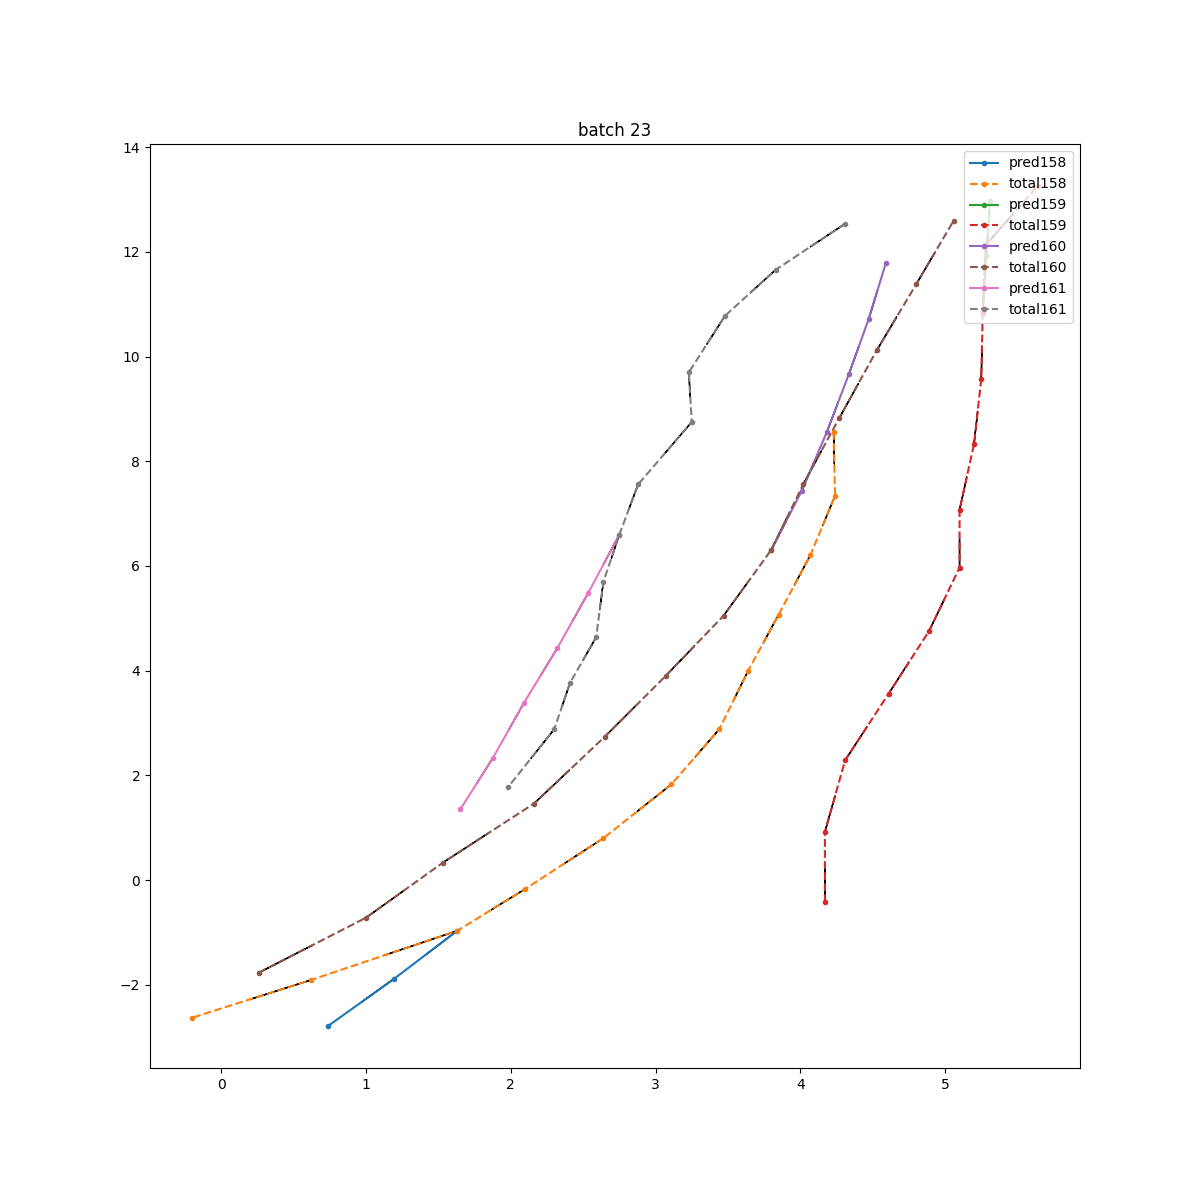 batch 23
14
12
10
8
6
4
2
0
−2
0 1 2 3 4 5
pred158
total158
pred159
total159
pred160
total160
pred161
total161